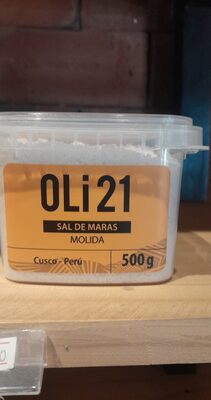 OLi21
SAL DE MARAS
MOLIDA
Cusco - Perú
500g